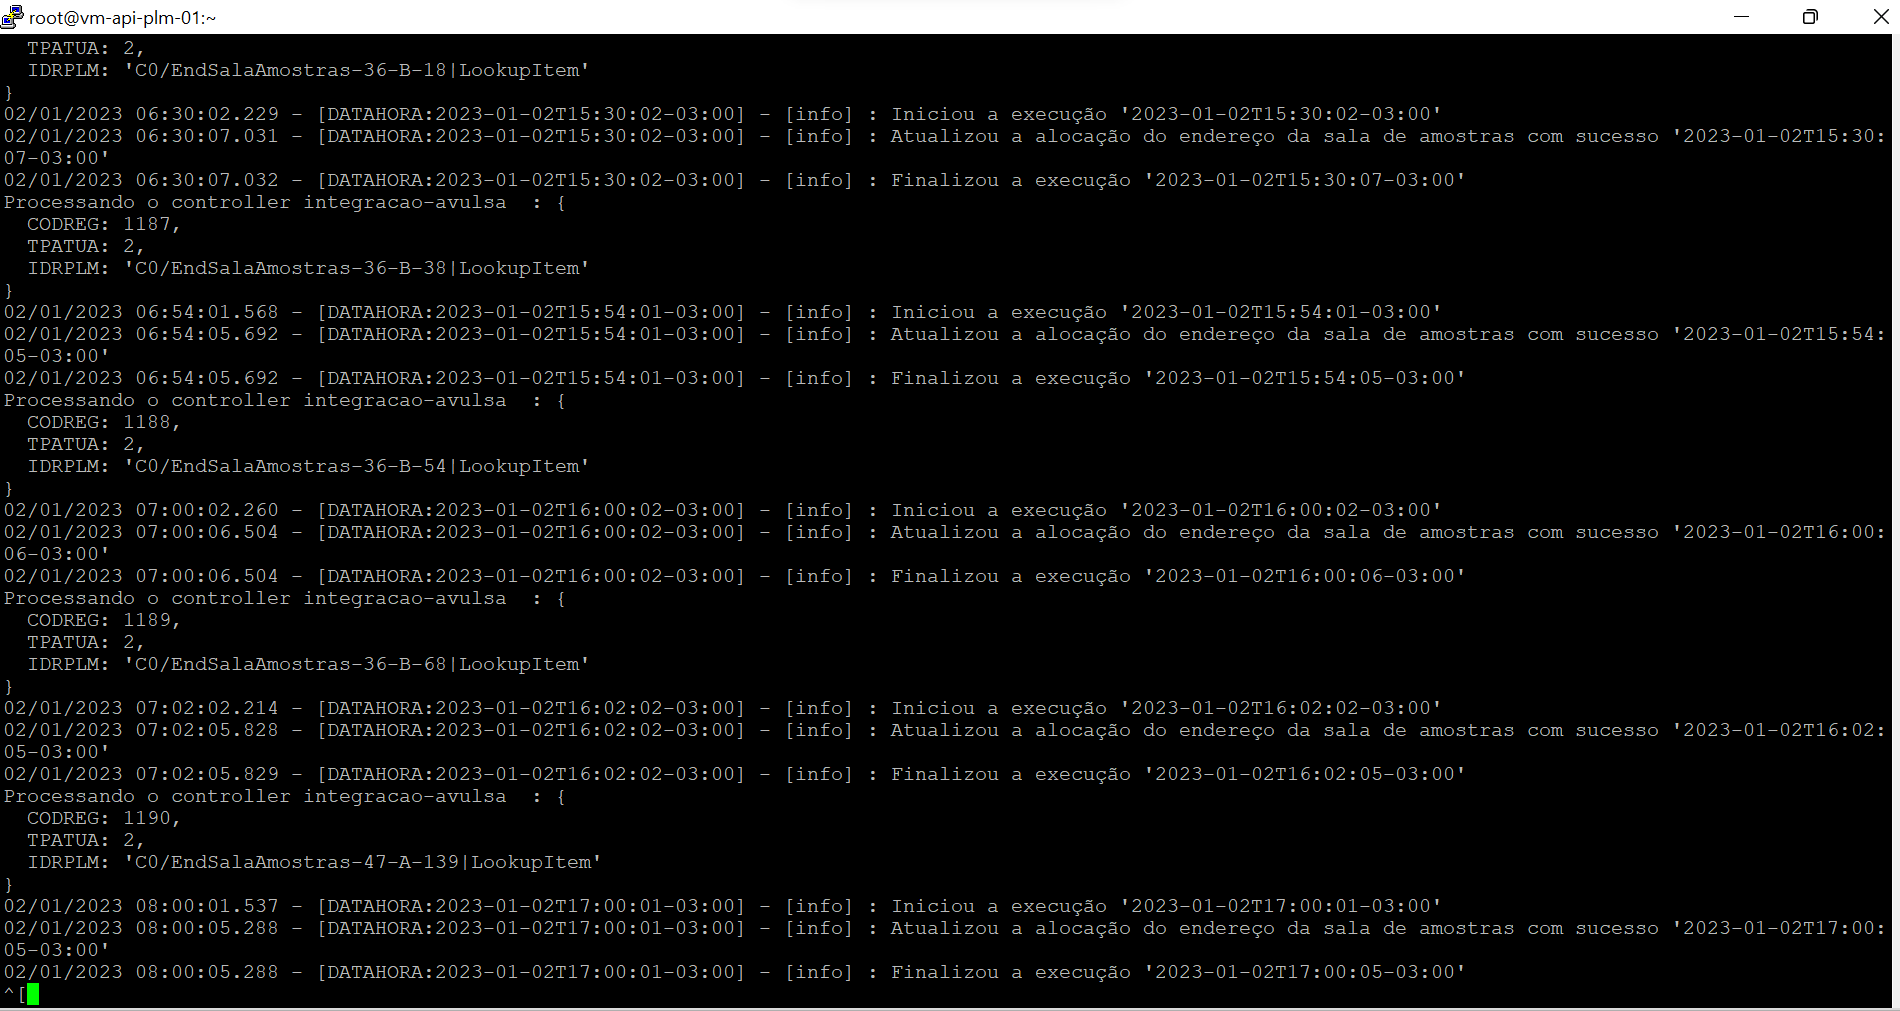 root@vm-api-plm-01:~
  TPATUA: 2,
  IDRPLM: 'C0/EndSalaAmostras-36-B-18|LookupItem'
}
02/01/2023 06:30:02.229 - [DATAHORA:2023-01-02T15:30:02-03:00] - [info] : Iniciou a execução '2023-01-02T15:30:02-03:00'
02/01/2023 06:30:07.031 - [DATAHORA:2023-01-02T15:30:02-03:00] - [info] : Atualizou a alocação do endereço da sala de amostras com sucesso '2023-01-02T15:30:
07-03:00'
02/01/2023 06:30:07.032 - [DATAHORA:2023-01-02T15:30:02-03:00] - [info] : Finalizou a execução '2023-01-02T15:30:07-03:00'
Processando o controller integracao-avulsa  : {
  CODREG: 1187,
  TPATUA: 2,
  IDRPLM: 'C0/EndSalaAmostras-36-B-38|LookupItem'
}
02/01/2023 06:54:01.568 - [DATAHORA:2023-01-02T15:54:01-03:00] - [info] : Iniciou a execução '2023-01-02T15:54:01-03:00'
02/01/2023 06:54:05.692 - [DATAHORA:2023-01-02T15:54:01-03:00] - [info] : Atualizou a alocação do endereço da sala de amostras com sucesso '2023-01-02T15:54:
05-03:00'
02/01/2023 06:54:05.692 - [DATAHORA:2023-01-02T15:54:01-03:00] - [info] : Finalizou a execução '2023-01-02T15:54:05-03:00'
Processando o controller integracao-avulsa  : {
  CODREG: 1188,
  TPATUA: 2,
  IDRPLM: 'C0/EndSalaAmostras-36-B-54|LookupItem'
}
02/01/2023 07:00:02.260 - [DATAHORA:2023-01-02T16:00:02-03:00] - [info] : Iniciou a execução '2023-01-02T16:00:02-03:00'
02/01/2023 07:00:06.504 - [DATAHORA:2023-01-02T16:00:02-03:00] - [info] : Atualizou a alocação do endereço da sala de amostras com sucesso '2023-01-02T16:00:
06-03:00'
02/01/2023 07:00:06.504 - [DATAHORA:2023-01-02T16:00:02-03:00] - [info] : Finalizou a execução '2023-01-02T16:00:06-03:00'
Processando o controller integracao-avulsa  : {
  CODREG: 1189,
  TPATUA: 2,
  IDRPLM: 'C0/EndSalaAmostras-36-B-68|LookupItem'
}
02/01/2023 07:02:02.214 - [DATAHORA:2023-01-02T16:02:02-03:00] - [info] : Iniciou a execução '2023-01-02T16:02:02-03:00'
02/01/2023 07:02:05.828 - [DATAHORA:2023-01-02T16:02:02-03:00] - [info] : Atualizou a alocação do endereço da sala de amostras com sucesso '2023-01-02T16:02:
05-03:00'
02/01/2023 07:02:05.829 - [DATAHORA:2023-01-02T16:02:02-03:00] - [info] : Finalizou a execução '2023-01-02T16:02:05-03:00'
Processando o controller integracao-avulsa  : {
  CODREG: 1190,
  TPATUA: 2,
  IDRPLM: 'C0/EndSalaAmostras-47-A-139|LookupItem'
}
02/01/2023 08:00:01.537 - [DATAHORA:2023-01-02T17:00:01-03:00] - [info] : Iniciou a execução '2023-01-02T17:00:01-03:00'
02/01/2023 08:00:05.288 - [DATAHORA:2023-01-02T17:00:01-03:00] - [info] : Atualizou a alocação do endereço da sala de amostras com sucesso '2023-01-02T17:00:
05-03:00'
02/01/2023 08:00:05.288 - [DATAHORA:2023-01-02T17:00:01-03:00] - [info] : Finalizou a execução '2023-01-02T17:00:05-03:00'
^[